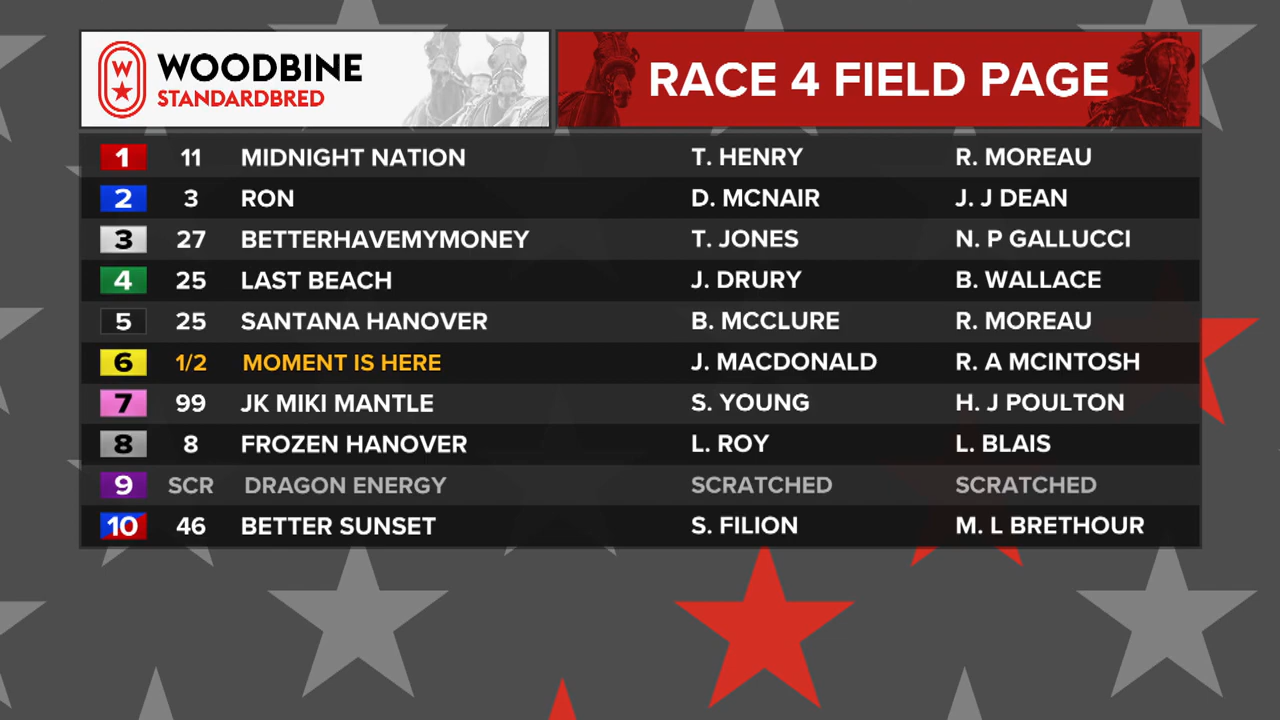 W
WOODBINE
STANDARDBRED
RACE 4 FIELD PAGE
1 11 MIDNIGHT NATION T. HENRY R. MOREAU
2 3 RON D. MCNAIR J. J DEAN
3 27 BETTERHAVEMYMONEY T. JONES N. P GALLUCCI
4 25 LAST BEACH J. DRURY B. WALLACE
5 25 SANTANA HANOVER B. MCCLURE R. MOREAU
6 1/2 MOMENT IS HERE J. MACDONALD R. A MCINTOSH
7 99 JK MIKI MANTLE S. YOUNG H. J POULTON
8 8 FROZEN HANOVER L. ROY L. BLAIS
9 SCR DRAGON ENERGY SCRATCHED SCRATCHED
10 46 BETTER SUNSET S. FILION M. L BRETHOUR